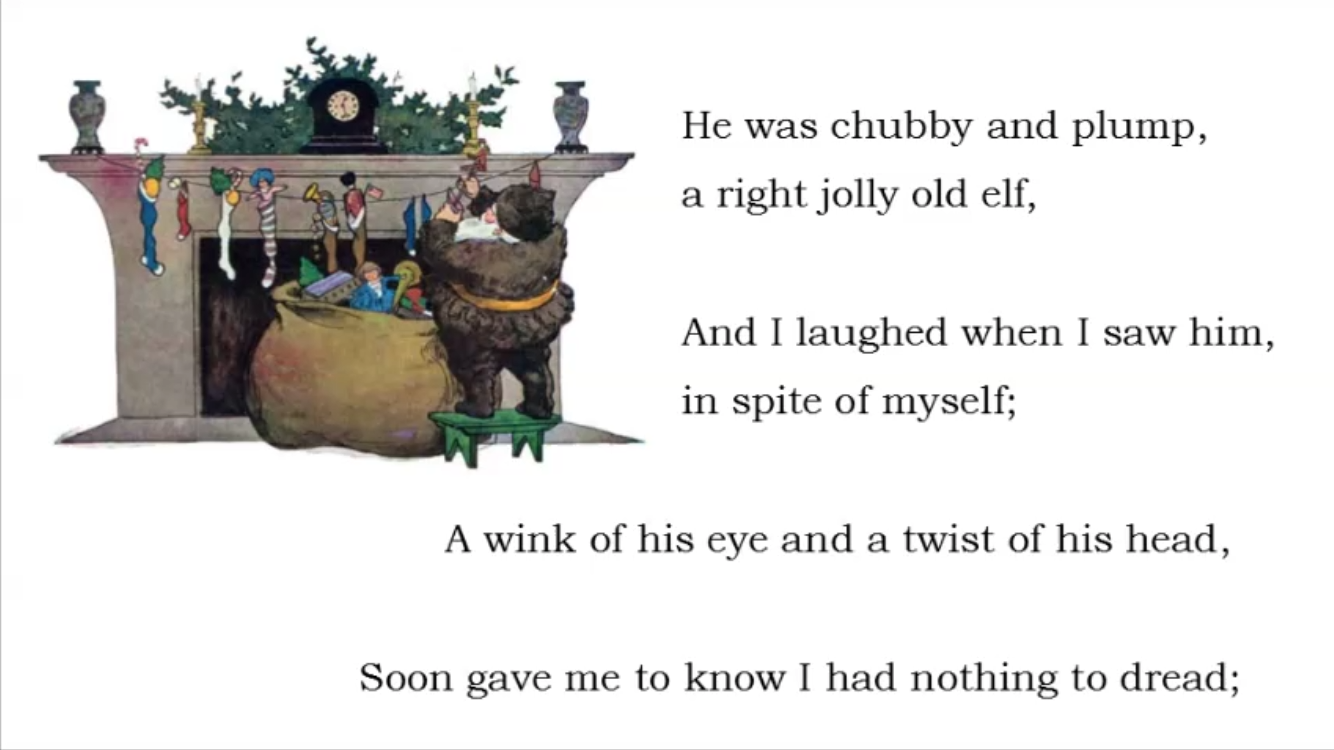 He was chubby and plump,
a right jolly old elf,
And I laughed when I saw him,
in spite of myself;
A wink of his eye and a twist of his head,
Soon gave me to know I had nothing to dread;